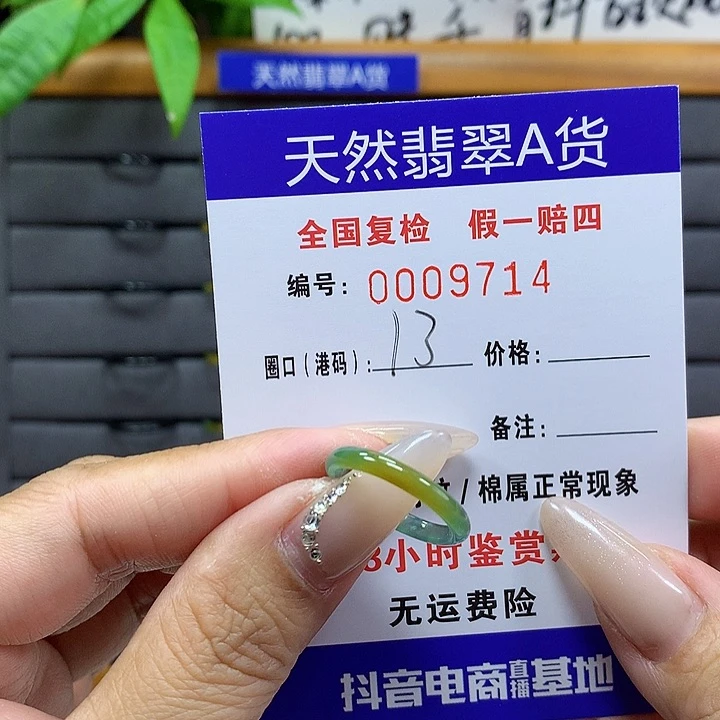 天然翡翠A货
天然翡翠A货
全国复检 假一赔四
编号: 0009714
圈口(港码): 13 价格:
备注:
/棉属正常现象
8小时鉴赏
无运费险
抖音电商直播基地